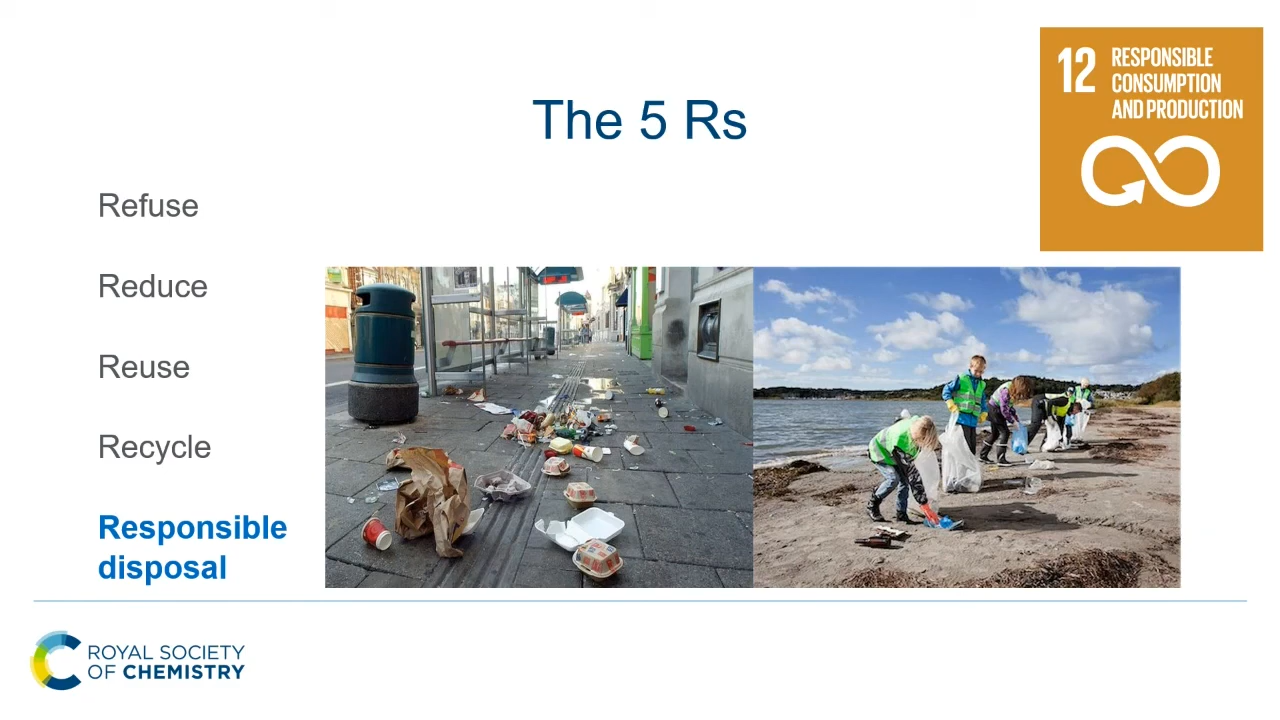 12 RESPONSIBLE
CONSUMPTION
AND PRODUCTION
The 5 Rs
Refuse
Reduce
Reuse
Recycle
Responsible
disposal
ROYAL SOCIETY
OF CHEMISTRY